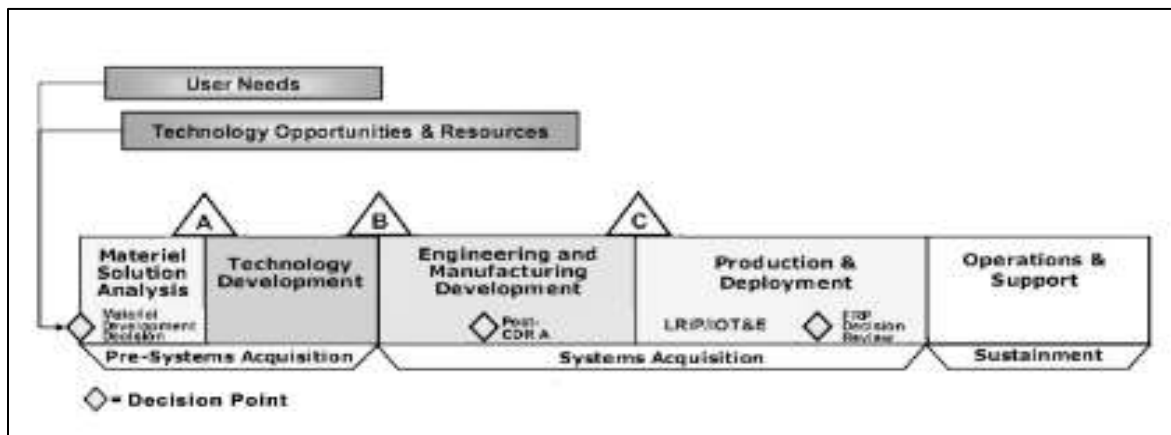 User Needs
Technology Opportunities & Resources
A
B
C
Materiel
Solution
Analysis
Materiel
Development
Decision
Technology
Development
Engineering and
Manufacturing
Development
Post-
CDR A
Production &
Deployment
LRIP/IOT&E
FRP
Decision
Review
Operations &
Support
Pre-Systems Acquisition
Systems Acquisition
Sustainment
= Decision Point